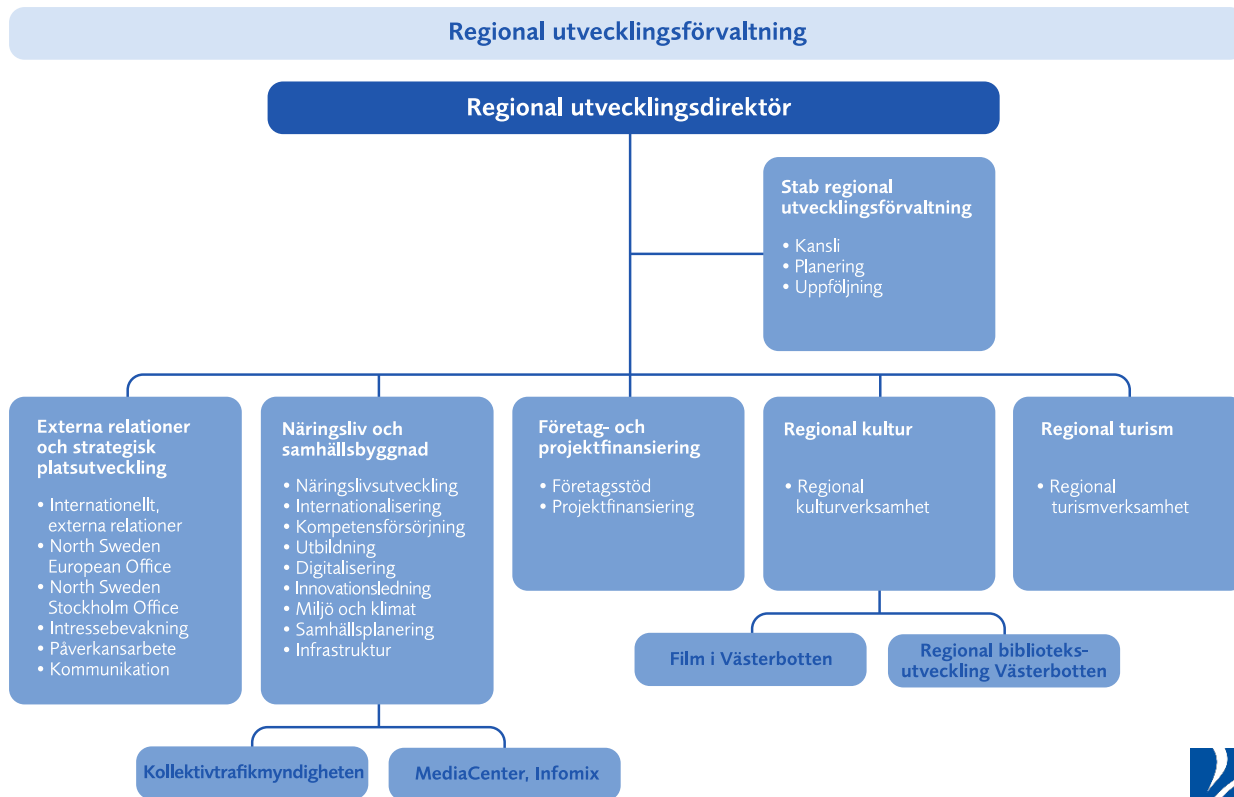 Regional utvecklingsförvaltning
Regional utvecklingsdirektör
Stab regional
utvecklingsförvaltning
• Kansli
• Planering
• Uppföljning
Externa relationer
och strategisk
platsutveckling
• Internationellt,
externa relationer
• North Sweden
European Office
• North Sweden
Stockholm Office
• Intressebevakning
• Påverkansarbete
• Kommunikation
Näringsliv och
samhällsbyggnad
• Näringslivsutveckling
• Internationalisering
• Kompetensförsörjning
• Utbildning
• Digitalisering
• Innovationsledning
• Miljö och klimat
• Samhällsplanering
• Infrastruktur
Företag- och
projektfinansiering
• Företagsstöd
• Projektfinansiering
Regional kultur
• Regional
kulturverksamhet
Regional turism
• Regional
turismverksamhet
Film i Västerbotten
Regional biblioteks-
utveckling Västerbotten
Kollektivtrafikmyndigheten
MediaCenter, Infomix